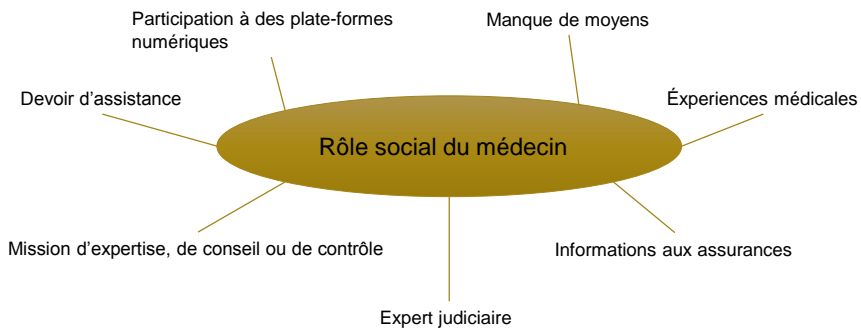 Participation à des plate-formes
numériques
Manque de moyens
Devoir d'assistance
Éxperiences médicales
Rôle social du médecin
Mission d'expertise, de conseil ou de contrôle
Informations aux assurances
Expert judiciaire